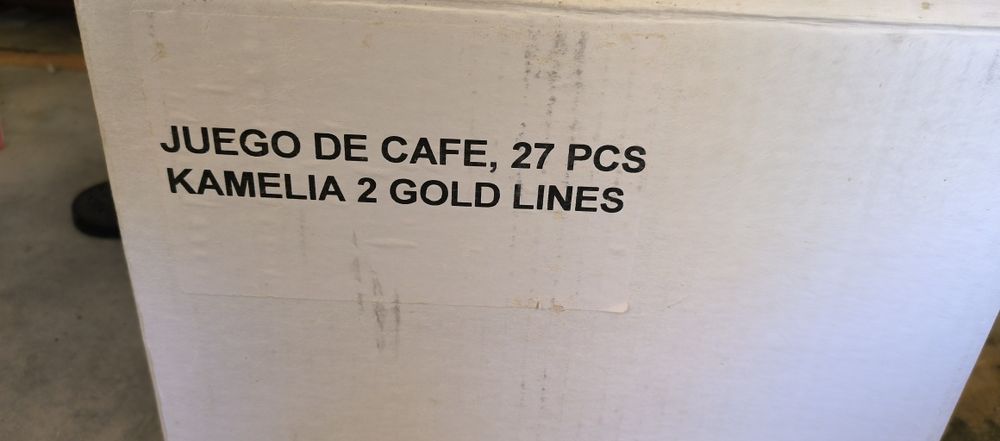 JUEGO DE CAFE, 27 PCS
KAMELIA 2 GOLD LINES